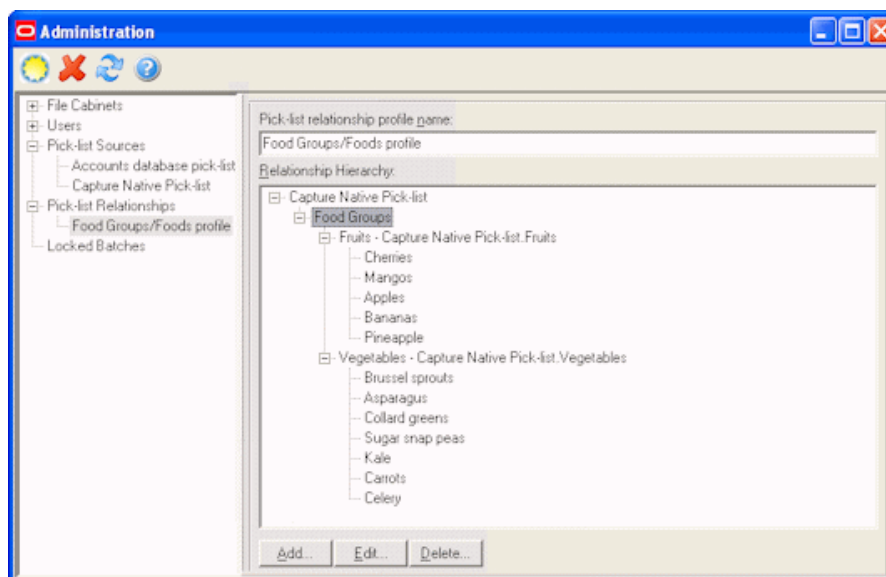 Administration
File Cabinets
Users
Pick-list Sources
Accounts database pick-list
Capture Native Pick-list
Pick-list Relationships
Food Groups/Foods profile
Locked Batches
Pick-list relationship profile name:
Food Groups/Foods profile
Relationship Hierarchy:
Capture Native Pick-list
Food Groups
Fruits - Capture Native Pick-list.Fruits
Cherries
Mangos
Apples
Bananas
Pineapple
Vegetables - Capture Native Pick-list.Vegetables
Brussel sprouts
Asparagus
Collard greens
Sugar snap peas
Kale
Carrots
Celery
Add... Edit... Delete...